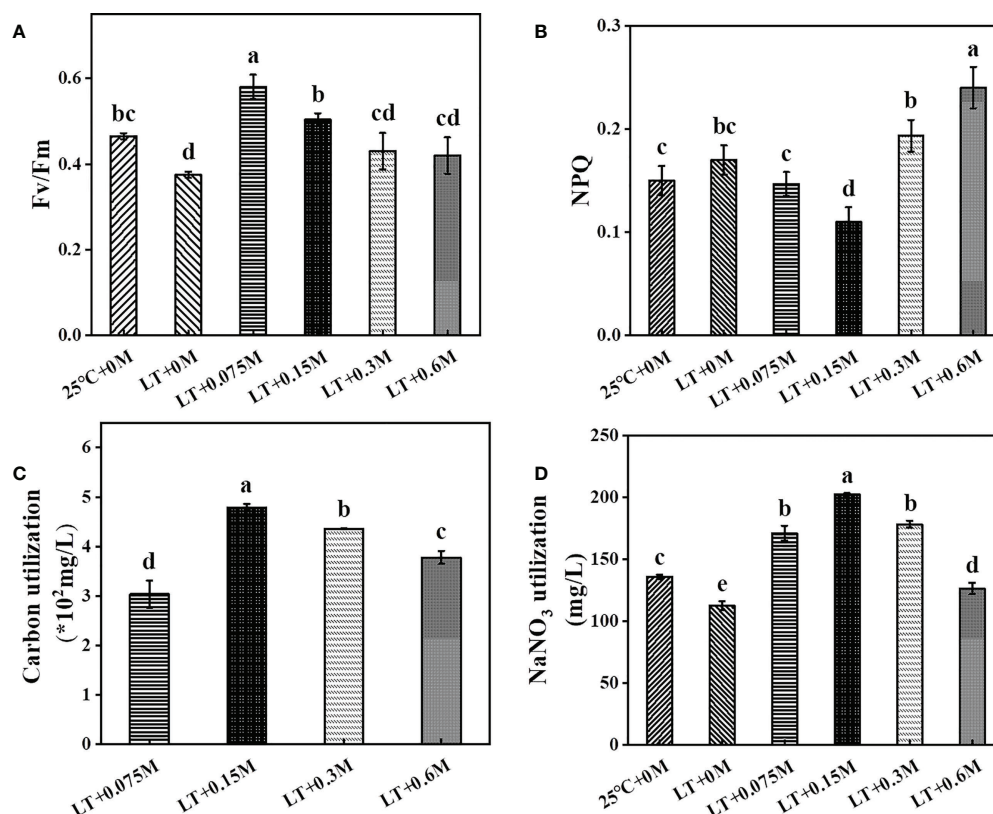 A
Fv/Fm
0.6
0.4
0.2
0.0
bc
d
a
b
cd
cd
25°C+0M
LT+0M
LT+0.075M
LT+0.15M
LT+0.3M
LT+0.6M
B
NPQ
0.3
0.2
0.1
0.0
c
bc
c
d
b
a
25°C+0M
LT+0M
LT+0.075M
LT+0.15M
LT+0.3M
LT+0.6M
C
Carbon utilization
(*10²mg/L)
6
5
4
3
2
1
0
d
a
b
c
LT+0.075M
LT+0.15M
LT+0.3M
LT+0.6M
D
NaNO₃ utilization
(mg/L)
250
200
150
100
50
0
c
e
b
a
b
d
25°C+0M
LT+0M
LT+0.075M
LT+0.15M
LT+0.3M
LT+0.6M